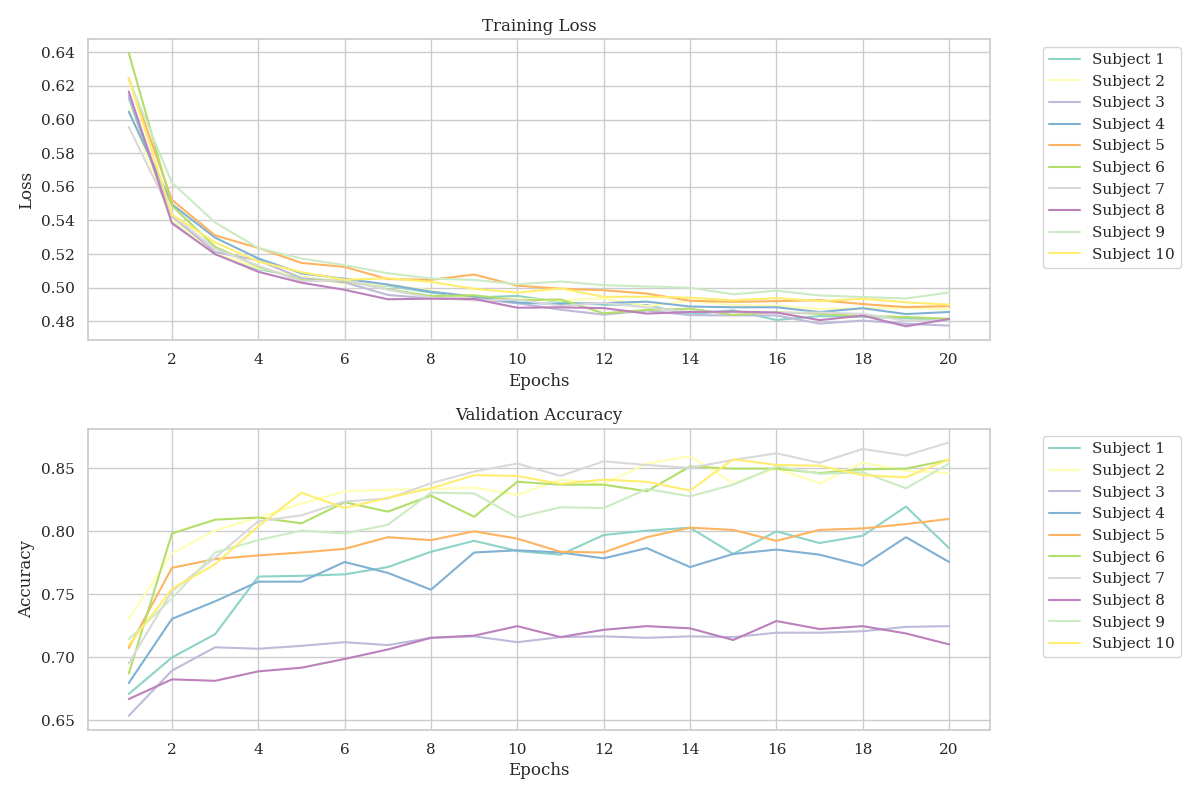 Training Loss
Loss
0.64
0.62
0.60
0.58
0.56
0.54
0.52
0.50
0.48
2 4 6 8 10 12 14 16 18 20
Epochs
Subject 1
Subject 2
Subject 3
Subject 4
Subject 5
Subject 6
Subject 7
Subject 8
Subject 9
Subject 10
Validation Accuracy
Accuracy
0.85
0.80
0.75
0.70
0.65
2 4 6 8 10 12 14 16 18 20
Epochs
Subject 1
Subject 2
Subject 3
Subject 4
Subject 5
Subject 6
Subject 7
Subject 8
Subject 9
Subject 10